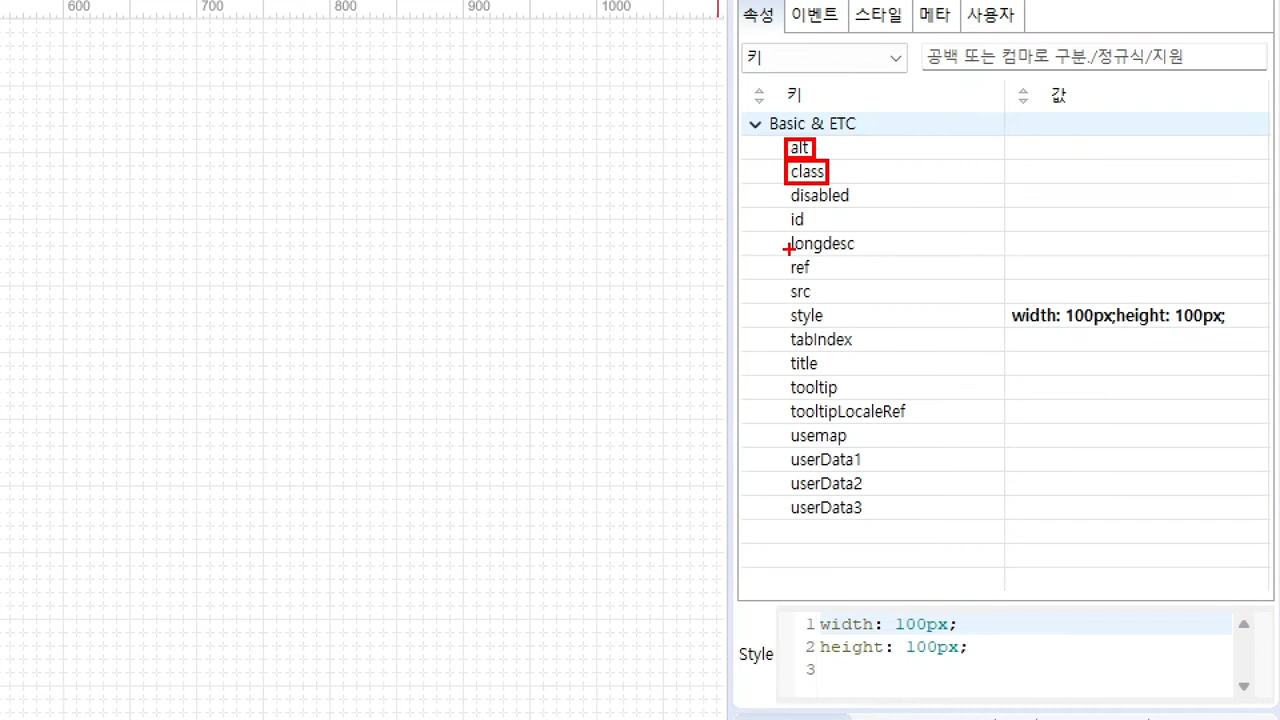 600 700 800 900 1000
속성 이벤트 스타일 메타 사용자
키 공백 또는 컴마로 구분./정규식/지원
키 값
Basic & ETC
alt
class
disabled
id
longdesc
ref
src
style width: 100px;height: 100px;
tabIndex
title
tooltip
tooltipLocaleRef
usemap
userData1
userData2
userData3
1 width: 100px;
2 height: 100px;
Style
3